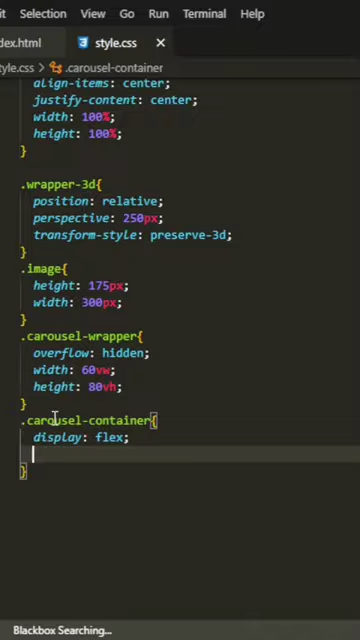 Selection View Go Run Terminal Help
dex.html style.css
tyle.css > .carousel-container
align-items: center;
justify-content: center;
width: 100%;
height: 100%;
}
.wrapper-3d{
position: relative;
perspective: 250px;
transform-style: preserve-3d;
}
.image{
height: 175px;
width: 300px;
}
.carousel-wrapper{
overflow: hidden;
width: 60vw;
height: 80vh;
}
.carousel-container{
display: flex;
}
Blackbox Searching...